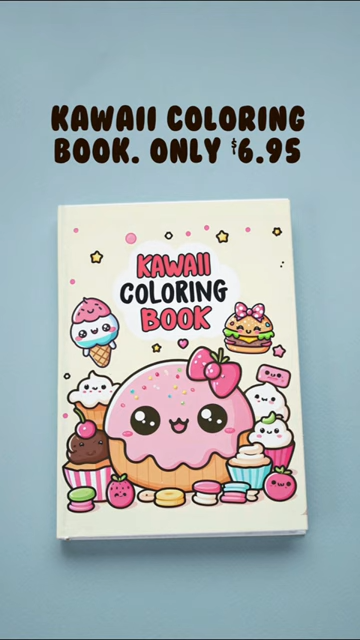 KAWAII COLORING
BOOK. ONLY $6.95
KAWAII
COLORING
BOOK